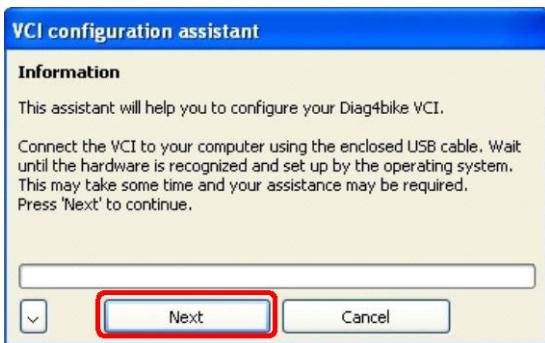 VCI configuration assistant
Information
This assistant will help you to configure your Diag4bike VCI.
Connect the VCI to your computer using the enclosed USB cable. Wait
until the hardware is recognized and set up by the operating system.
This may take some time and your assistance may be required.
Press 'Next' to continue.
Next
Cancel